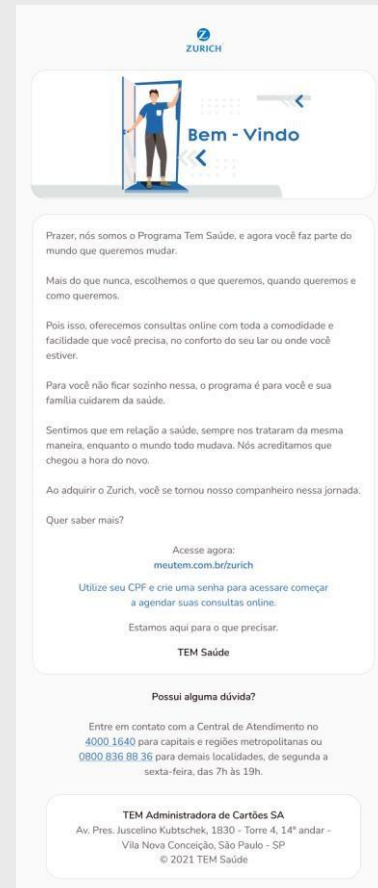 ZURICH
Bem - Vindo
Prazer, nós somos o Programa Tem Saúde, e agora você faz parte do
mundo que queremos mudar.
Mais do que nunca, escolhemos o que queremos, quando queremos e
como queremos.
Pois isso, oferecemos consultas online com toda a comodidade e
facilidade que você precisa, no conforto do seu lar ou onde você
estiver.
Para você não ficar sozinho nessa, o programa é para você e sua
família cuidarem da saúde.
Sentimos que em relação a saúde, sempre nos trataram da mesma
maneira, enquanto o mundo todo mudava. Nós acreditamos que
chegou a hora do novo.
Ao adquirir o Zurich, você se tornou nosso companheiro nessa jornada.
Quer saber mais?
Acesse agora:
meutem.com.br/zurich
Utilize seu CPF e crie uma senha para acessare começar
a agendar suas consultas online.
Estamos aqui para o que precisar.
TEM Saúde
Possui alguma dúvida?
Entre em contato com a Central de Atendimento no
4000 1640 para capitais e regiões metropolitanas ou
0800 836 88 36 para demais localidades, de segunda a
sexta-feira, das 7h às 19h.
TEM Administradora de Cartões SA
Av. Pres. Juscelino Kubtschek, 1830 - Torre 4, 14° andar -
Vila Nova Conceição, São Paulo - SP
© 2021 TEM Saúde